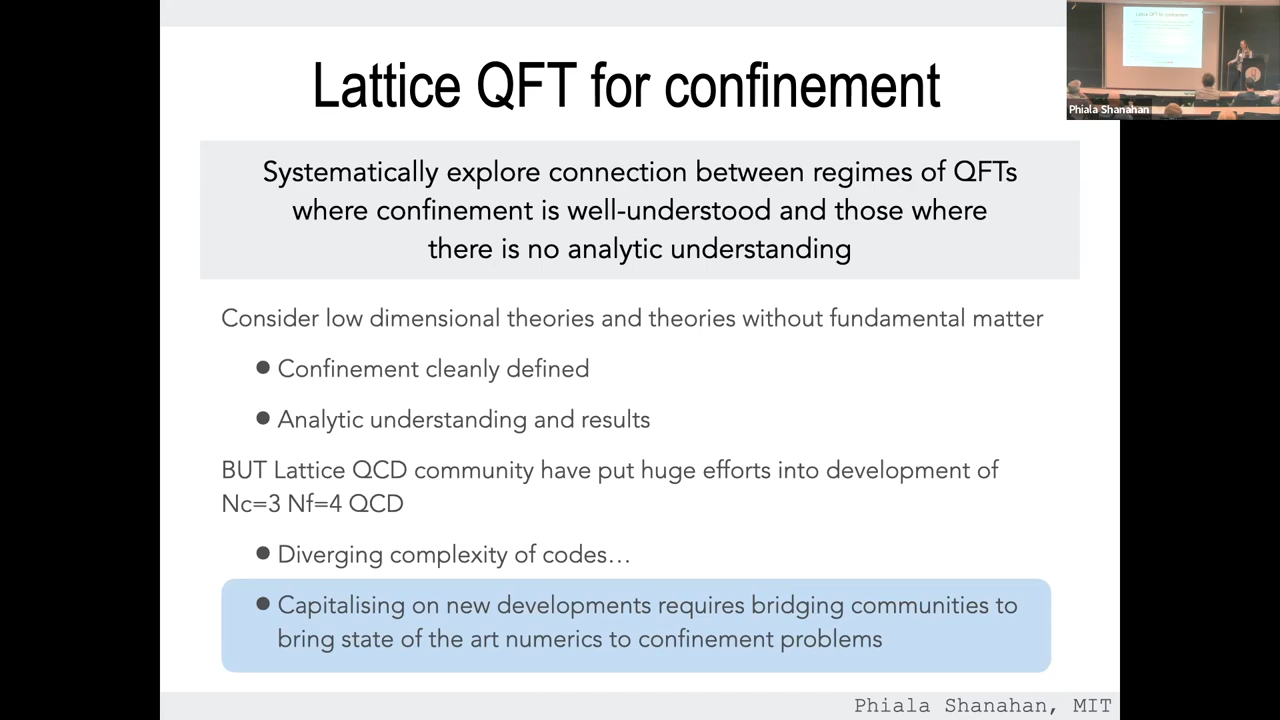 Lattice QFT for confinement
Systematically explore connection between regimes of QFTs
where confinement is well-understood and those where
there is no analytic understanding
Consider low dimensional theories and theories without fundamental matter
● Confinement cleanly defined
● Analytic understanding and results
BUT Lattice QCD community have put huge efforts into development of
Nc=3 Nf=4 QCD
● Diverging complexity of codes…
● Capitalising on new developments requires bridging communities to
bring state of the art numerics to confinement problems
Phiala Shanahan, MIT
Lattice QFT for confinement
Phiala Shanahan